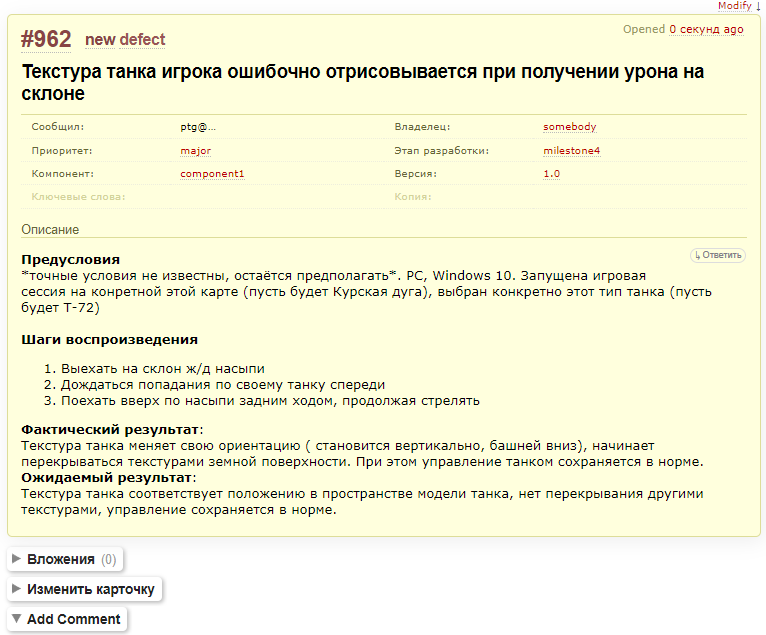 Modify ↓
#962 new defect
Opened 0 секунд ago
Текстура танка игрока ошибочно отрисовывается при получении урона на
склоне
Сообщил: ptg@... Владелец: somebody
Приоритет: major Этап разработки: milestone4
Компонент: component1 Версия: 1.0
Ключевые слова: Копия:
Описание
↳ Ответить
Предусловия
*точные условия не известны, остаётся предполагать*. PC, Windows 10. Запущена игровая
сессия на конретной этой карте (пусть будет Курская дуга), выбран конкретно этот тип танка (пусть
будет Т-72)
Шаги воспроизведения
1. Выехать на склон ж/д насыпи
2. Дождаться попадания по своему танку спереди
3. Поехать вверх по насыпи задним ходом, продолжая стрелять
Фактический результат:
Текстура танка меняет свою ориентацию ( становится вертикально, башней вниз), начинает
перекрываться текстурами земной поверхности. При этом управление танком сохраняется в норме.
Ожидаемый результат:
Текстура танка соответствует положению в пространстве модели танка, нет перекрывания другими
текстурами, управление сохраняется в норме.
Вложения (0)
Изменить карточку
Add Comment